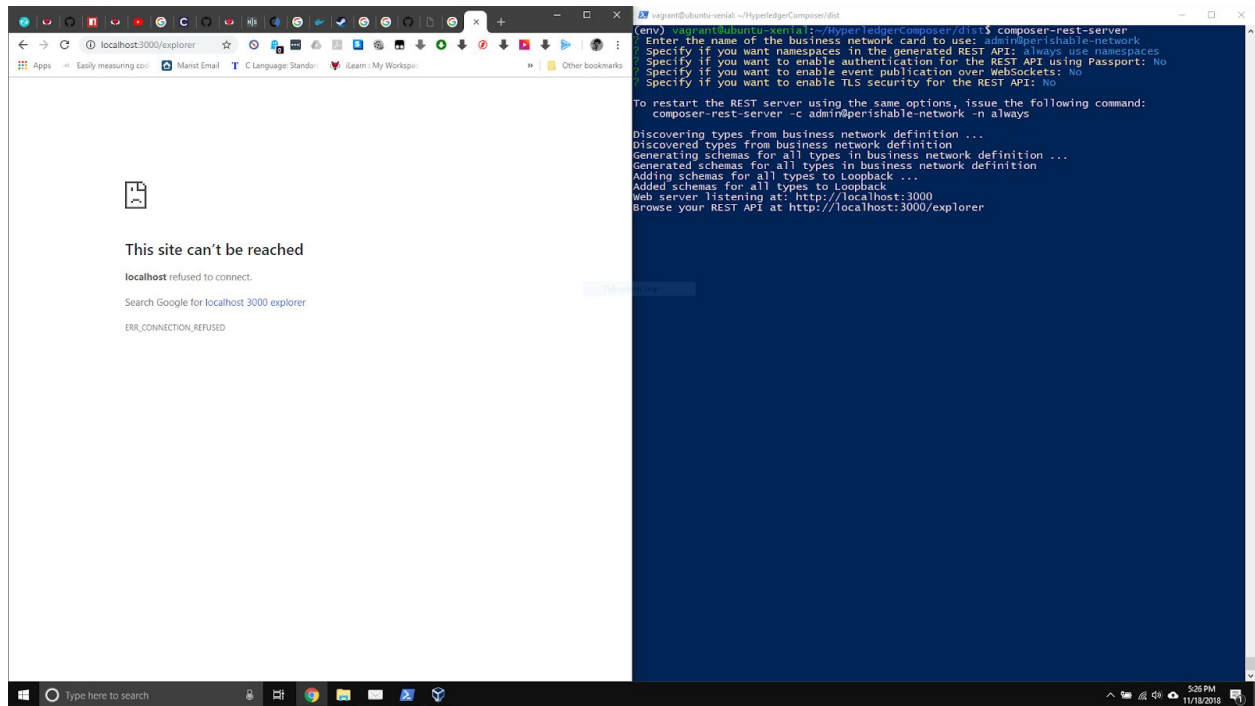 localhost:3000/explorer
Apps
Easily measuring cod
Marist Email
C Language: Standar
iLearn : My Workspa
»
Other bookmarks
This site can't be reached
localhost refused to connect.
Search Google for localhost 3000 explorer
ERR_CONNECTION_REFUSED
vagrant@ubuntu-xenial: ~/HyperledgerComposer/dist
(env) vagrant@ubuntu-xenial:~/HyperledgerComposer/dist$ composer-rest-server
? Enter the name of the business network card to use: admin@perishable-network
? Specify if you want namespaces in the generated REST API: always use namespaces
? Specify if you want to enable authentication for the REST API using Passport: No
? Specify if you want to enable event publication over WebSockets: No
? Specify if you want to enable TLS security for the REST API: No
To restart the REST server using the same options, issue the following command:
composer-rest-server -c admin@perishable-network -n always
Discovering types from business network definition ...
Discovered types from business network definition
Generating schemas for all types in business network definition ...
Generated schemas for all types in business network definition
Adding schemas for all types to Loopback ...
Added schemas for all types to Loopback
Web server listening at: http://localhost:3000
Browse your REST API at http://localhost:3000/explorer
Type here to search
5:26 PM
11/18/2018